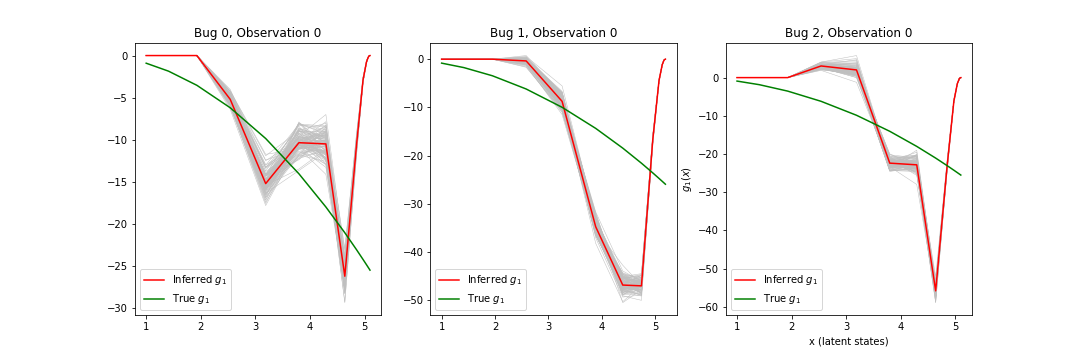 Bug 0, Observation 0
0
−5
−10
−15
−20
−25
−30
1 2 3 4 5
Inferred g₁
True g₁
Bug 1, Observation 0
0
−10
−20
−30
−40
−50
1 2 3 4 5
Inferred g₁
True g₁
Bug 2, Observation 0
g₁(x)
0
−10
−20
−30
−40
−50
−60
1 2 3 4 5
x (latent states)
Inferred g₁
True g₁